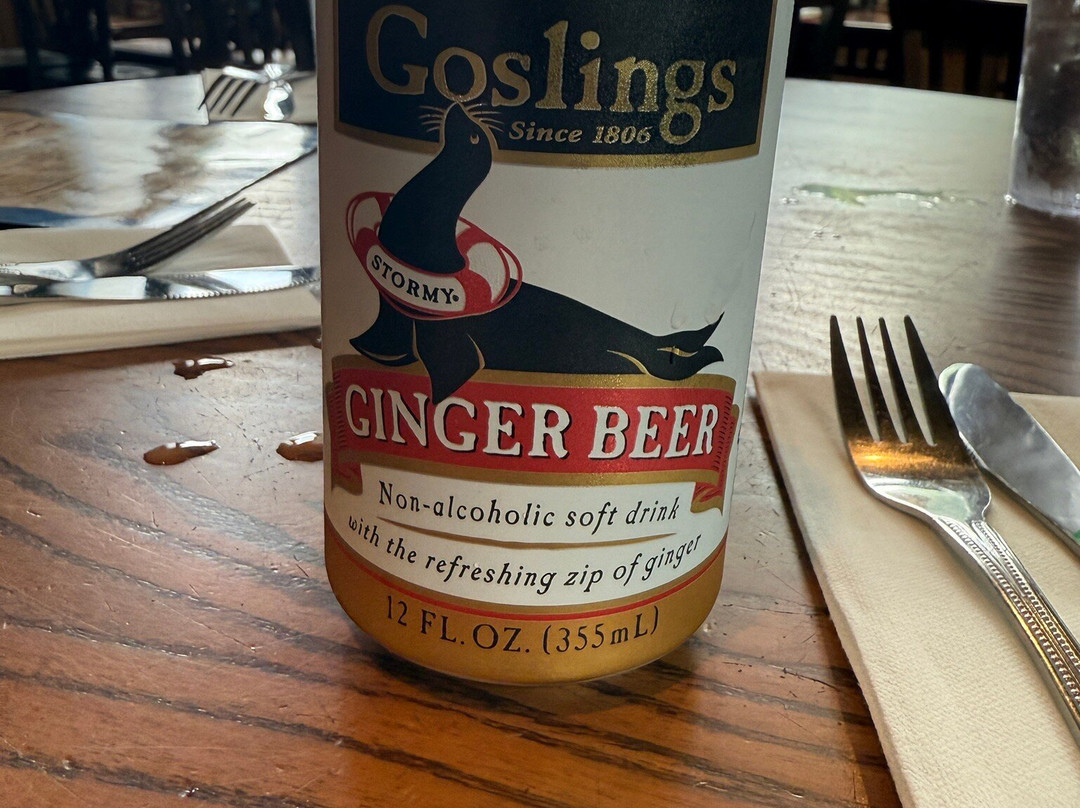 Goslings
Since 1806
STORMY®
GINGER BEER
Non-alcoholic soft drink
with the refreshing zip of ginger
12 FL. OZ. (355mL)